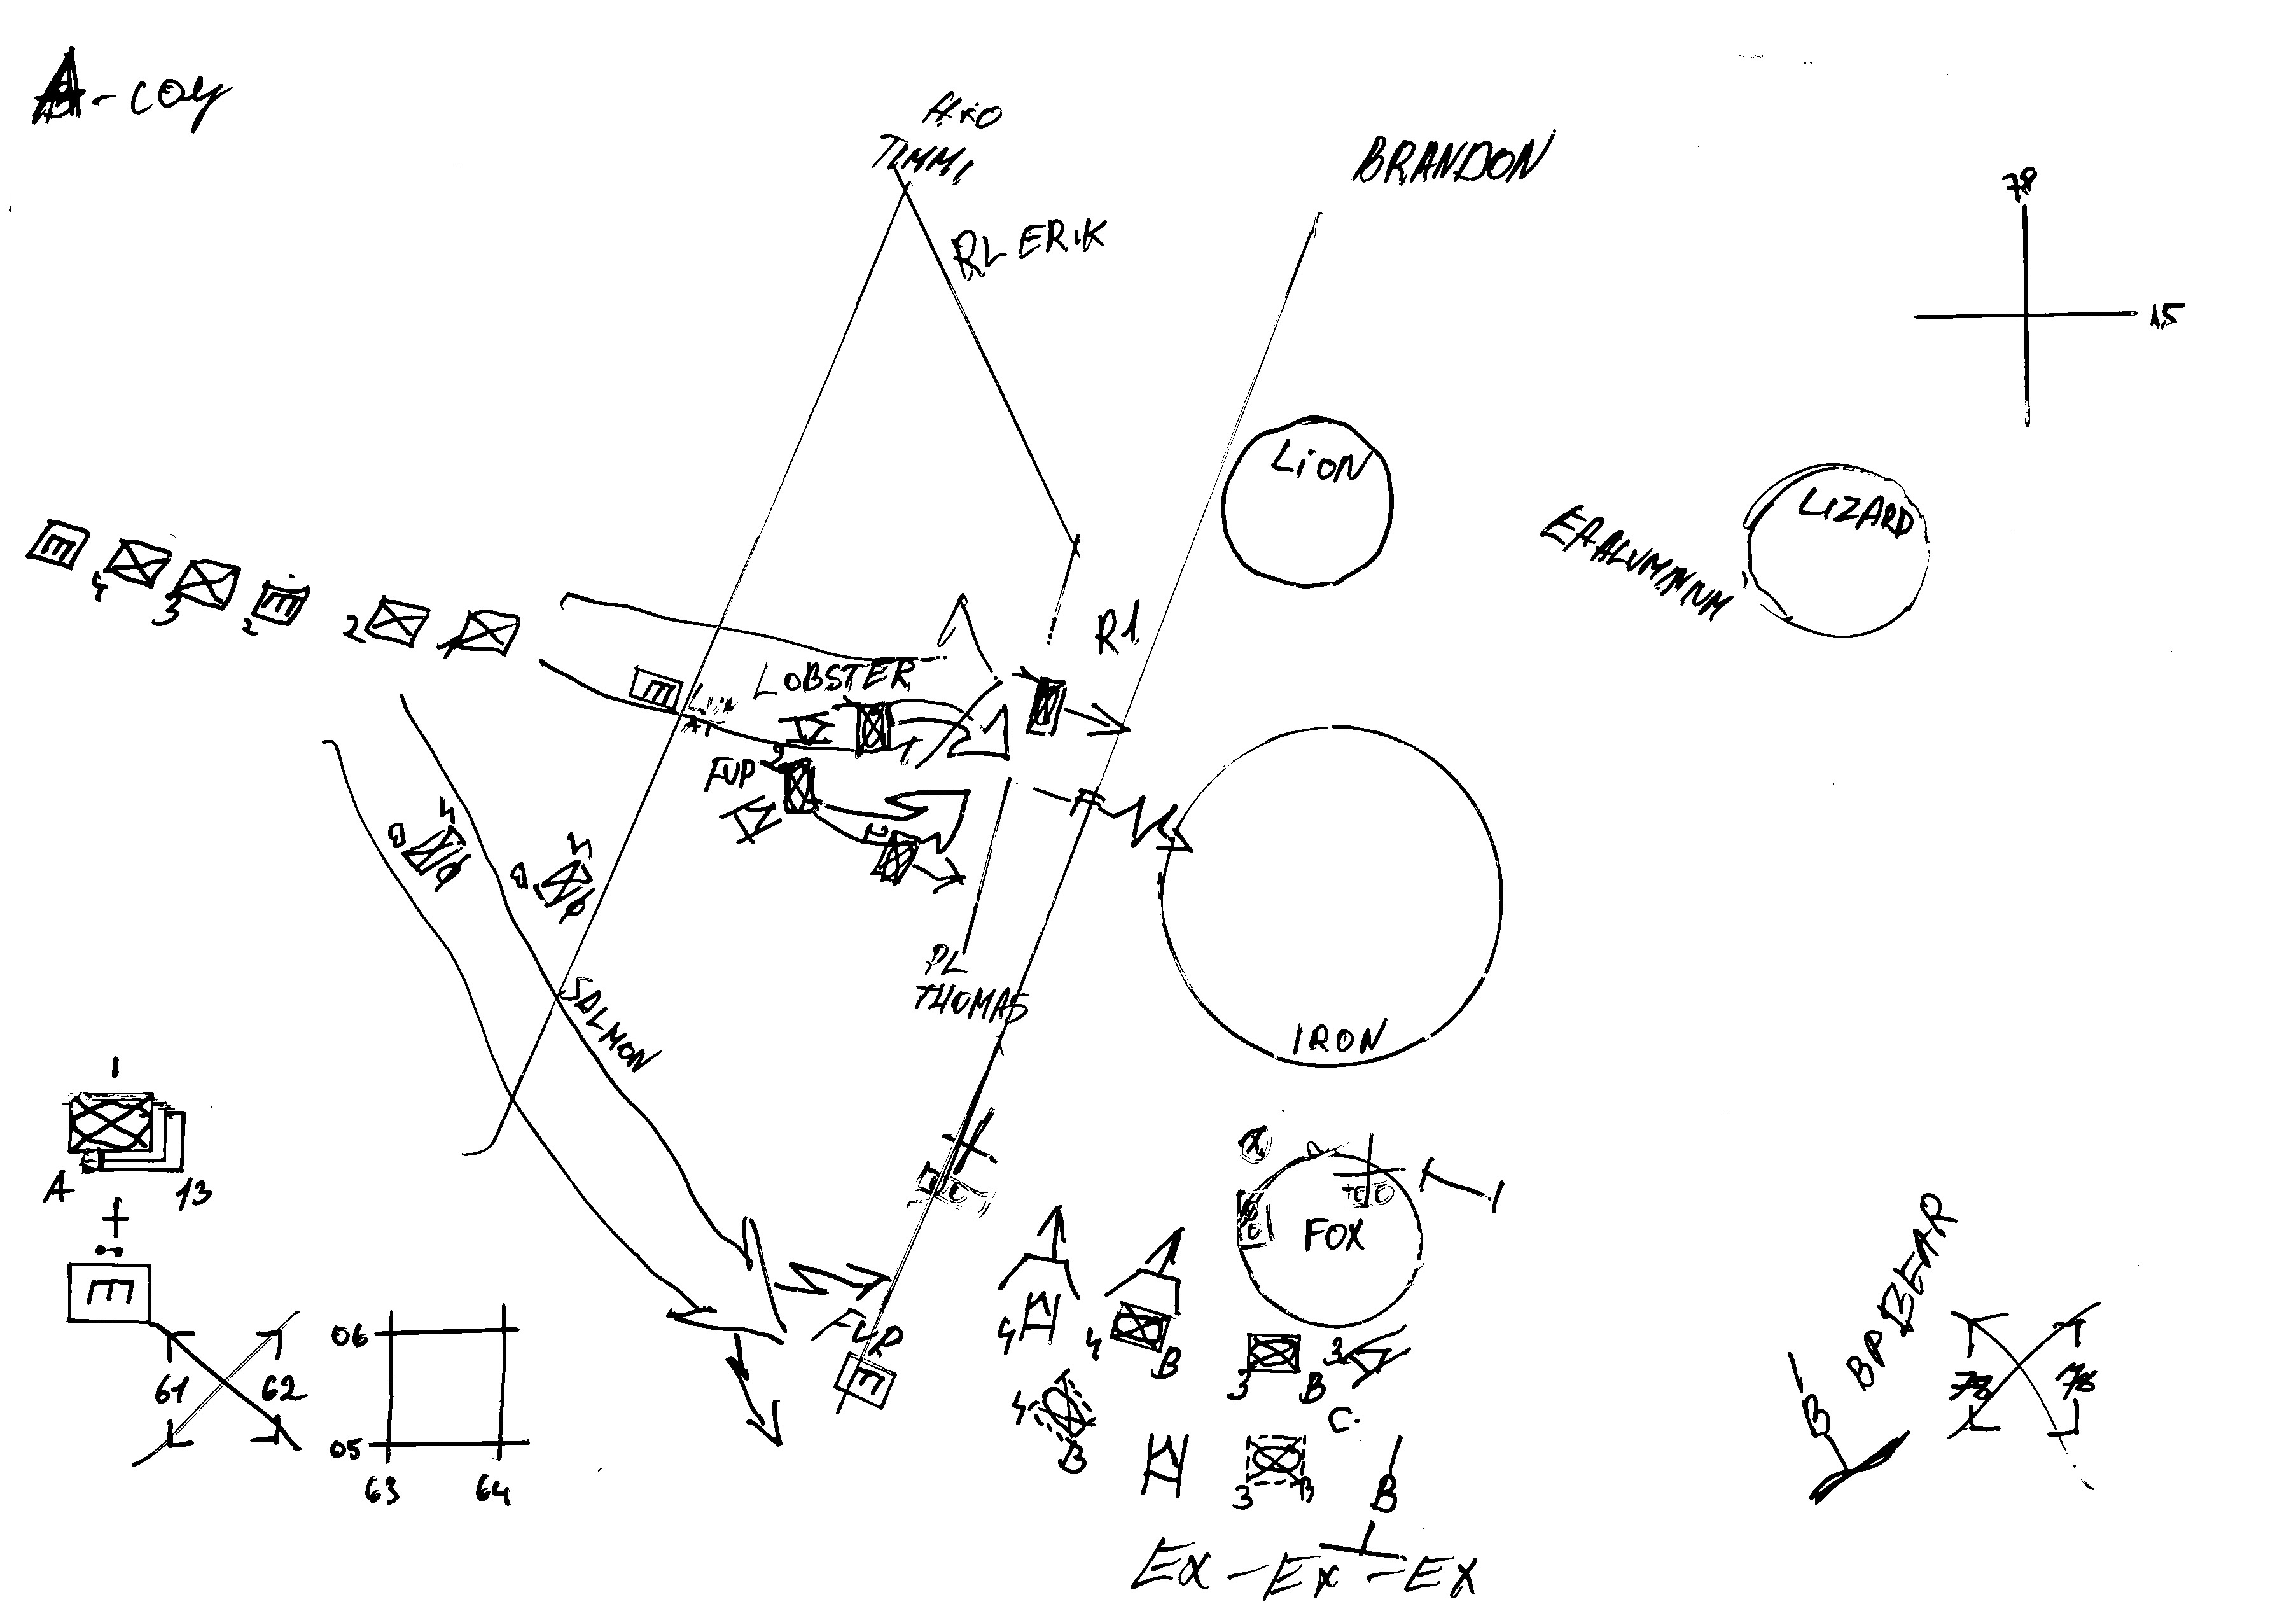 A-coy
TIMMI
BRANDON
RL ERIK
78
15
LION
LIZARD
EA ALUMINIUM
R1
4
3
2
2
1
LOBSTER
FUP
1
2
4
B
4
B
PL
THOMAS
SALMON
IRON
A
13
+
61
62
06
05
63
64
FUP
FOX
4
4
B
3
B
3
4
B
C
3
B
B
EX - EX - EX
B
BP BEAR
78
78